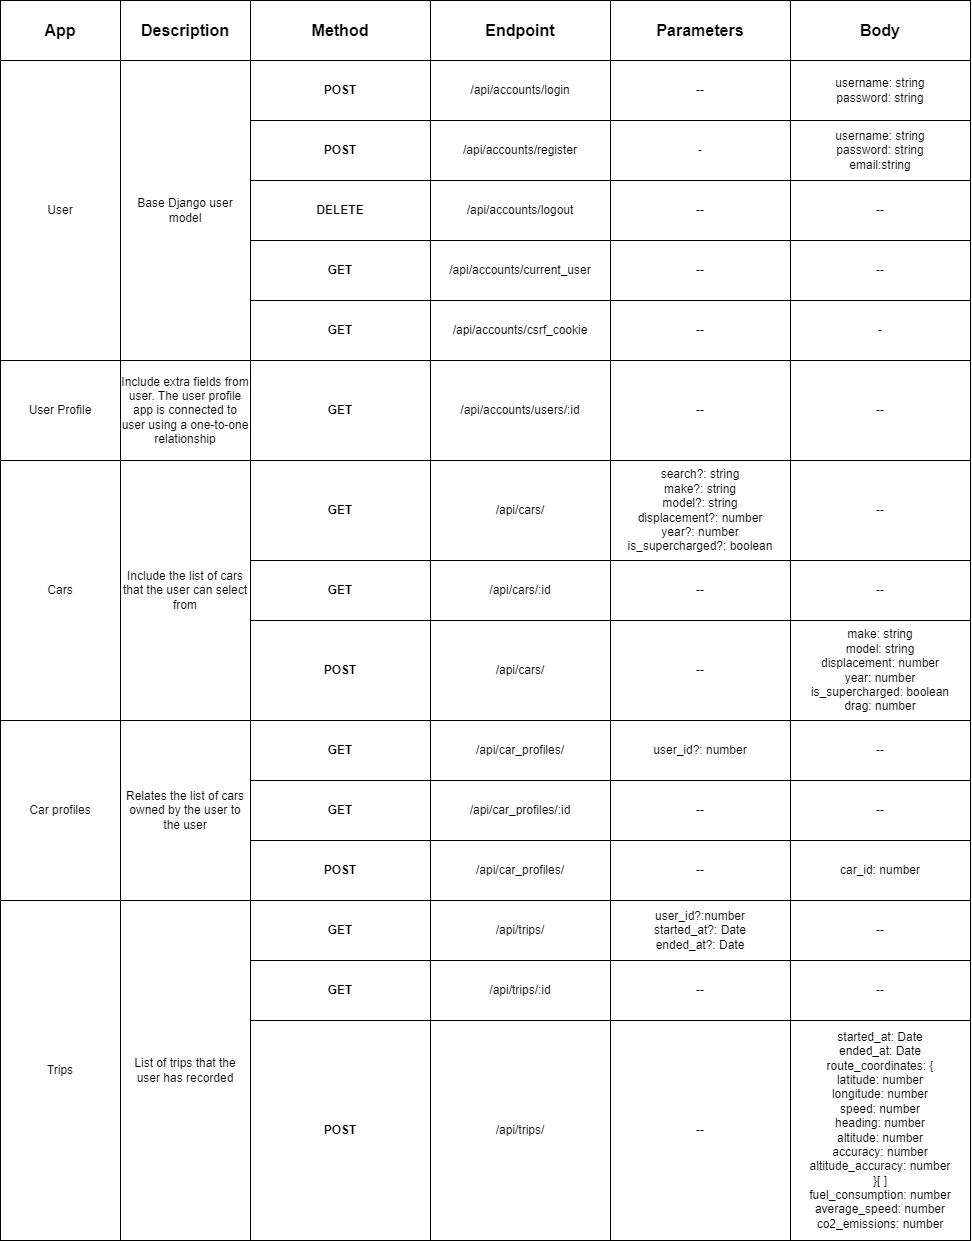 App
Description
Method
Endpoint
Parameters
Body
User
Base Django user
model
POST
/api/accounts/login
--
username: string
password: string
POST
/api/accounts/register
-
username: string
password: string
email:string
DELETE
/api/accounts/logout
--
--
GET
/api/accounts/current_user
--
--
GET
/api/accounts/csrf_cookie
--
-
User Profile
Include extra fields from
user. The user profile
app is connected to
user using a one-to-one
relationship
GET
/api/accounts/users/:id
--
--
Cars
Include the list of cars
that the user can select
from
GET
/api/cars/
search?: string
make?: string
model?: string
displacement?: number
year?: number
is_supercharged?: boolean
--
GET
/api/cars/:id
--
--
POST
/api/cars/
--
make: string
model: string
displacement: number
year: number
is_supercharged: boolean
drag: number
Car profiles
Relates the list of cars
owned by the user to
the user
GET
/api/car_profiles/
user_id?: number
--
GET
/api/car_profiles/:id
--
--
POST
/api/car_profiles/
--
car_id: number
Trips
List of trips that the
user has recorded
GET
/api/trips/
user_id?:number
started_at?: Date
ended_at?: Date
--
GET
/api/trips/:id
--
--
POST
/api/trips/
--
started_at: Date
ended_at: Date
route_coordinates: {
latitude: number
longitude: number
speed: number
heading: number
altitude: number
accuracy: number
altitude_accuracy: number
}[ ]
fuel_consumption: number
average_speed: number
co2_emissions: number